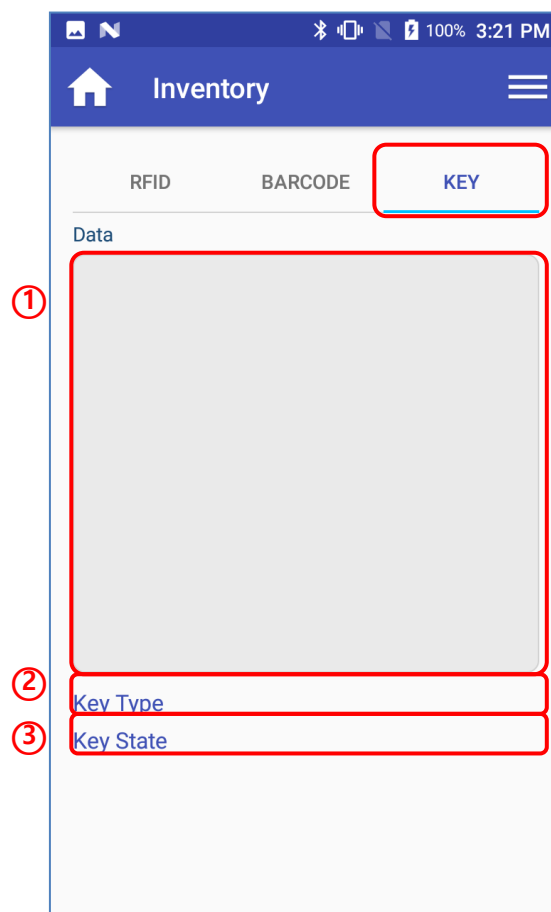 100% 3:21 PM
Inventory
RFID BARCODE KEY
Data
①
②
Key Type
③
Key State